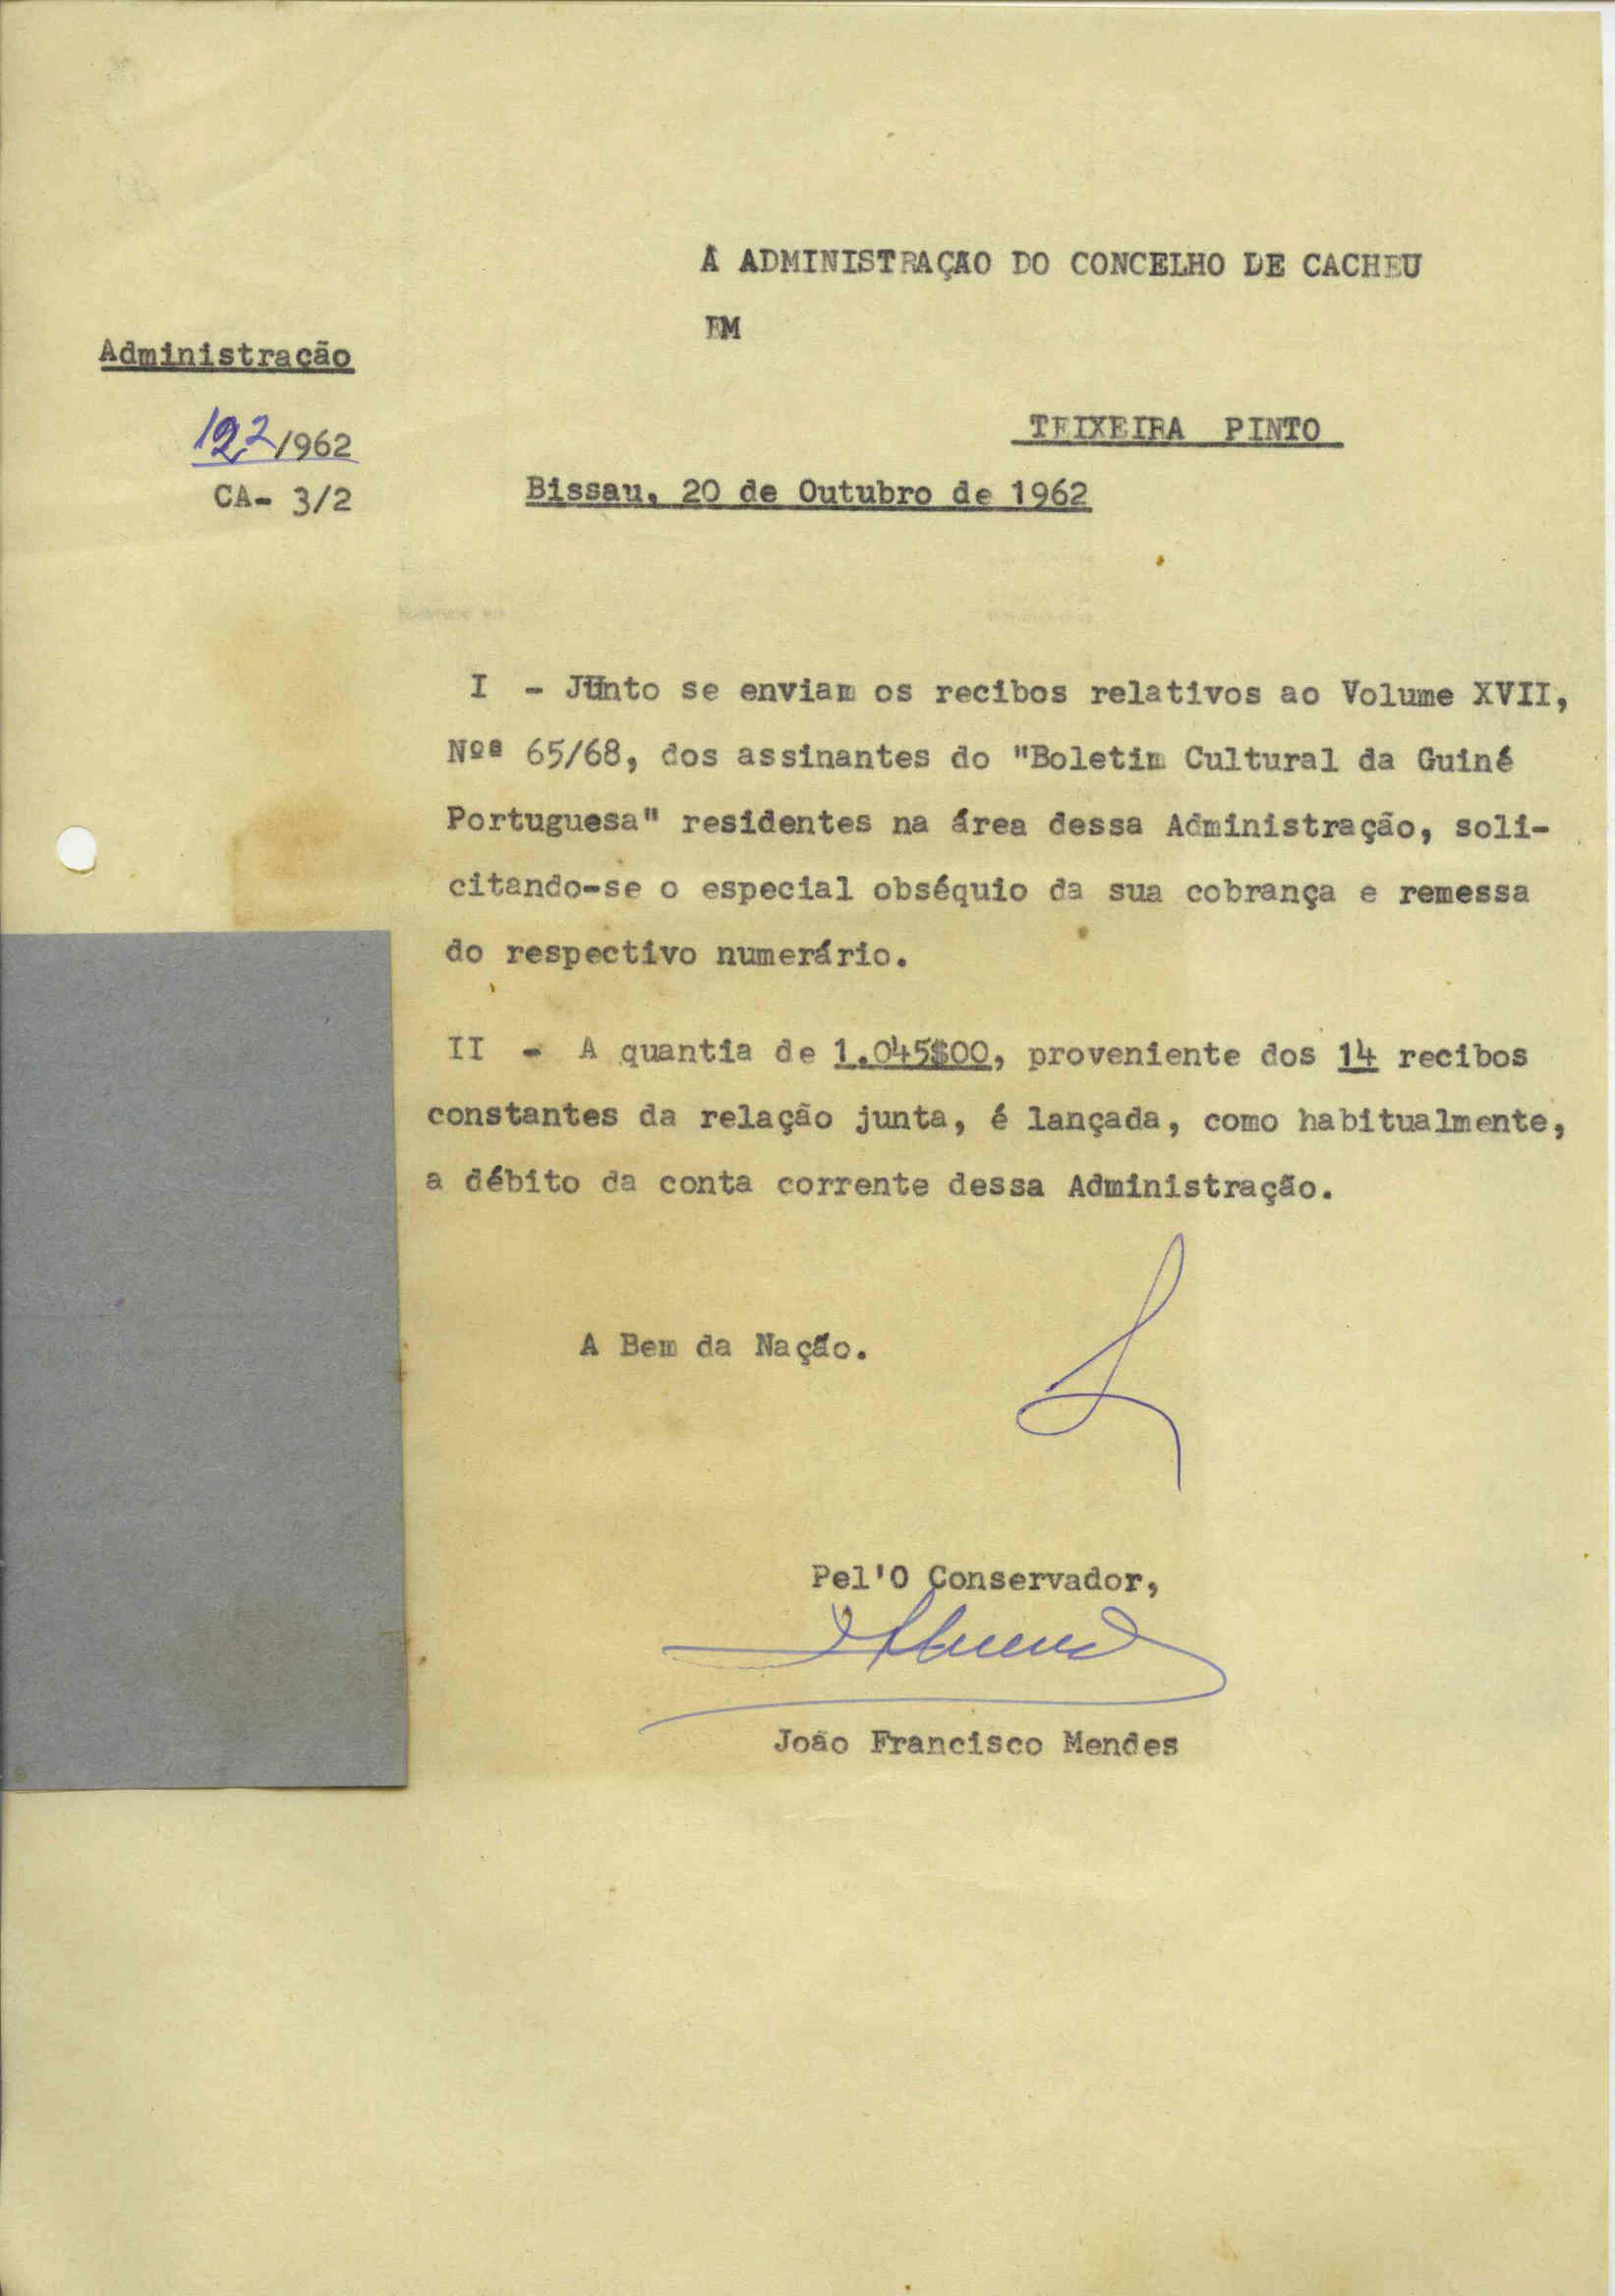 À ADMINISTRAÇÃO DO CONCELHO DE CACHEU
EM
Administração
TEIXEIRA PINTO
122/1962
CA- 3/2
Bissau, 20 de Outubro de 1962
I - Junto se enviam os recibos relativos ao Volume XVII,
Nºª 65/68, dos assinantes do "Boletim Cultural da Guiné
Portuguesa" residentes na área dessa Administração, soli-
citando-se o especial obséquio da sua cobrança e remessa
do respectivo numerário.
II - A quantia de 1.045$00, proveniente dos 14 recibos
constantes da relação junta, é lançada, como habitualmente,
a débito da conta corrente dessa Administração.
A Bem da Nação.
Pel'O Conservador,
João Francisco Mendes